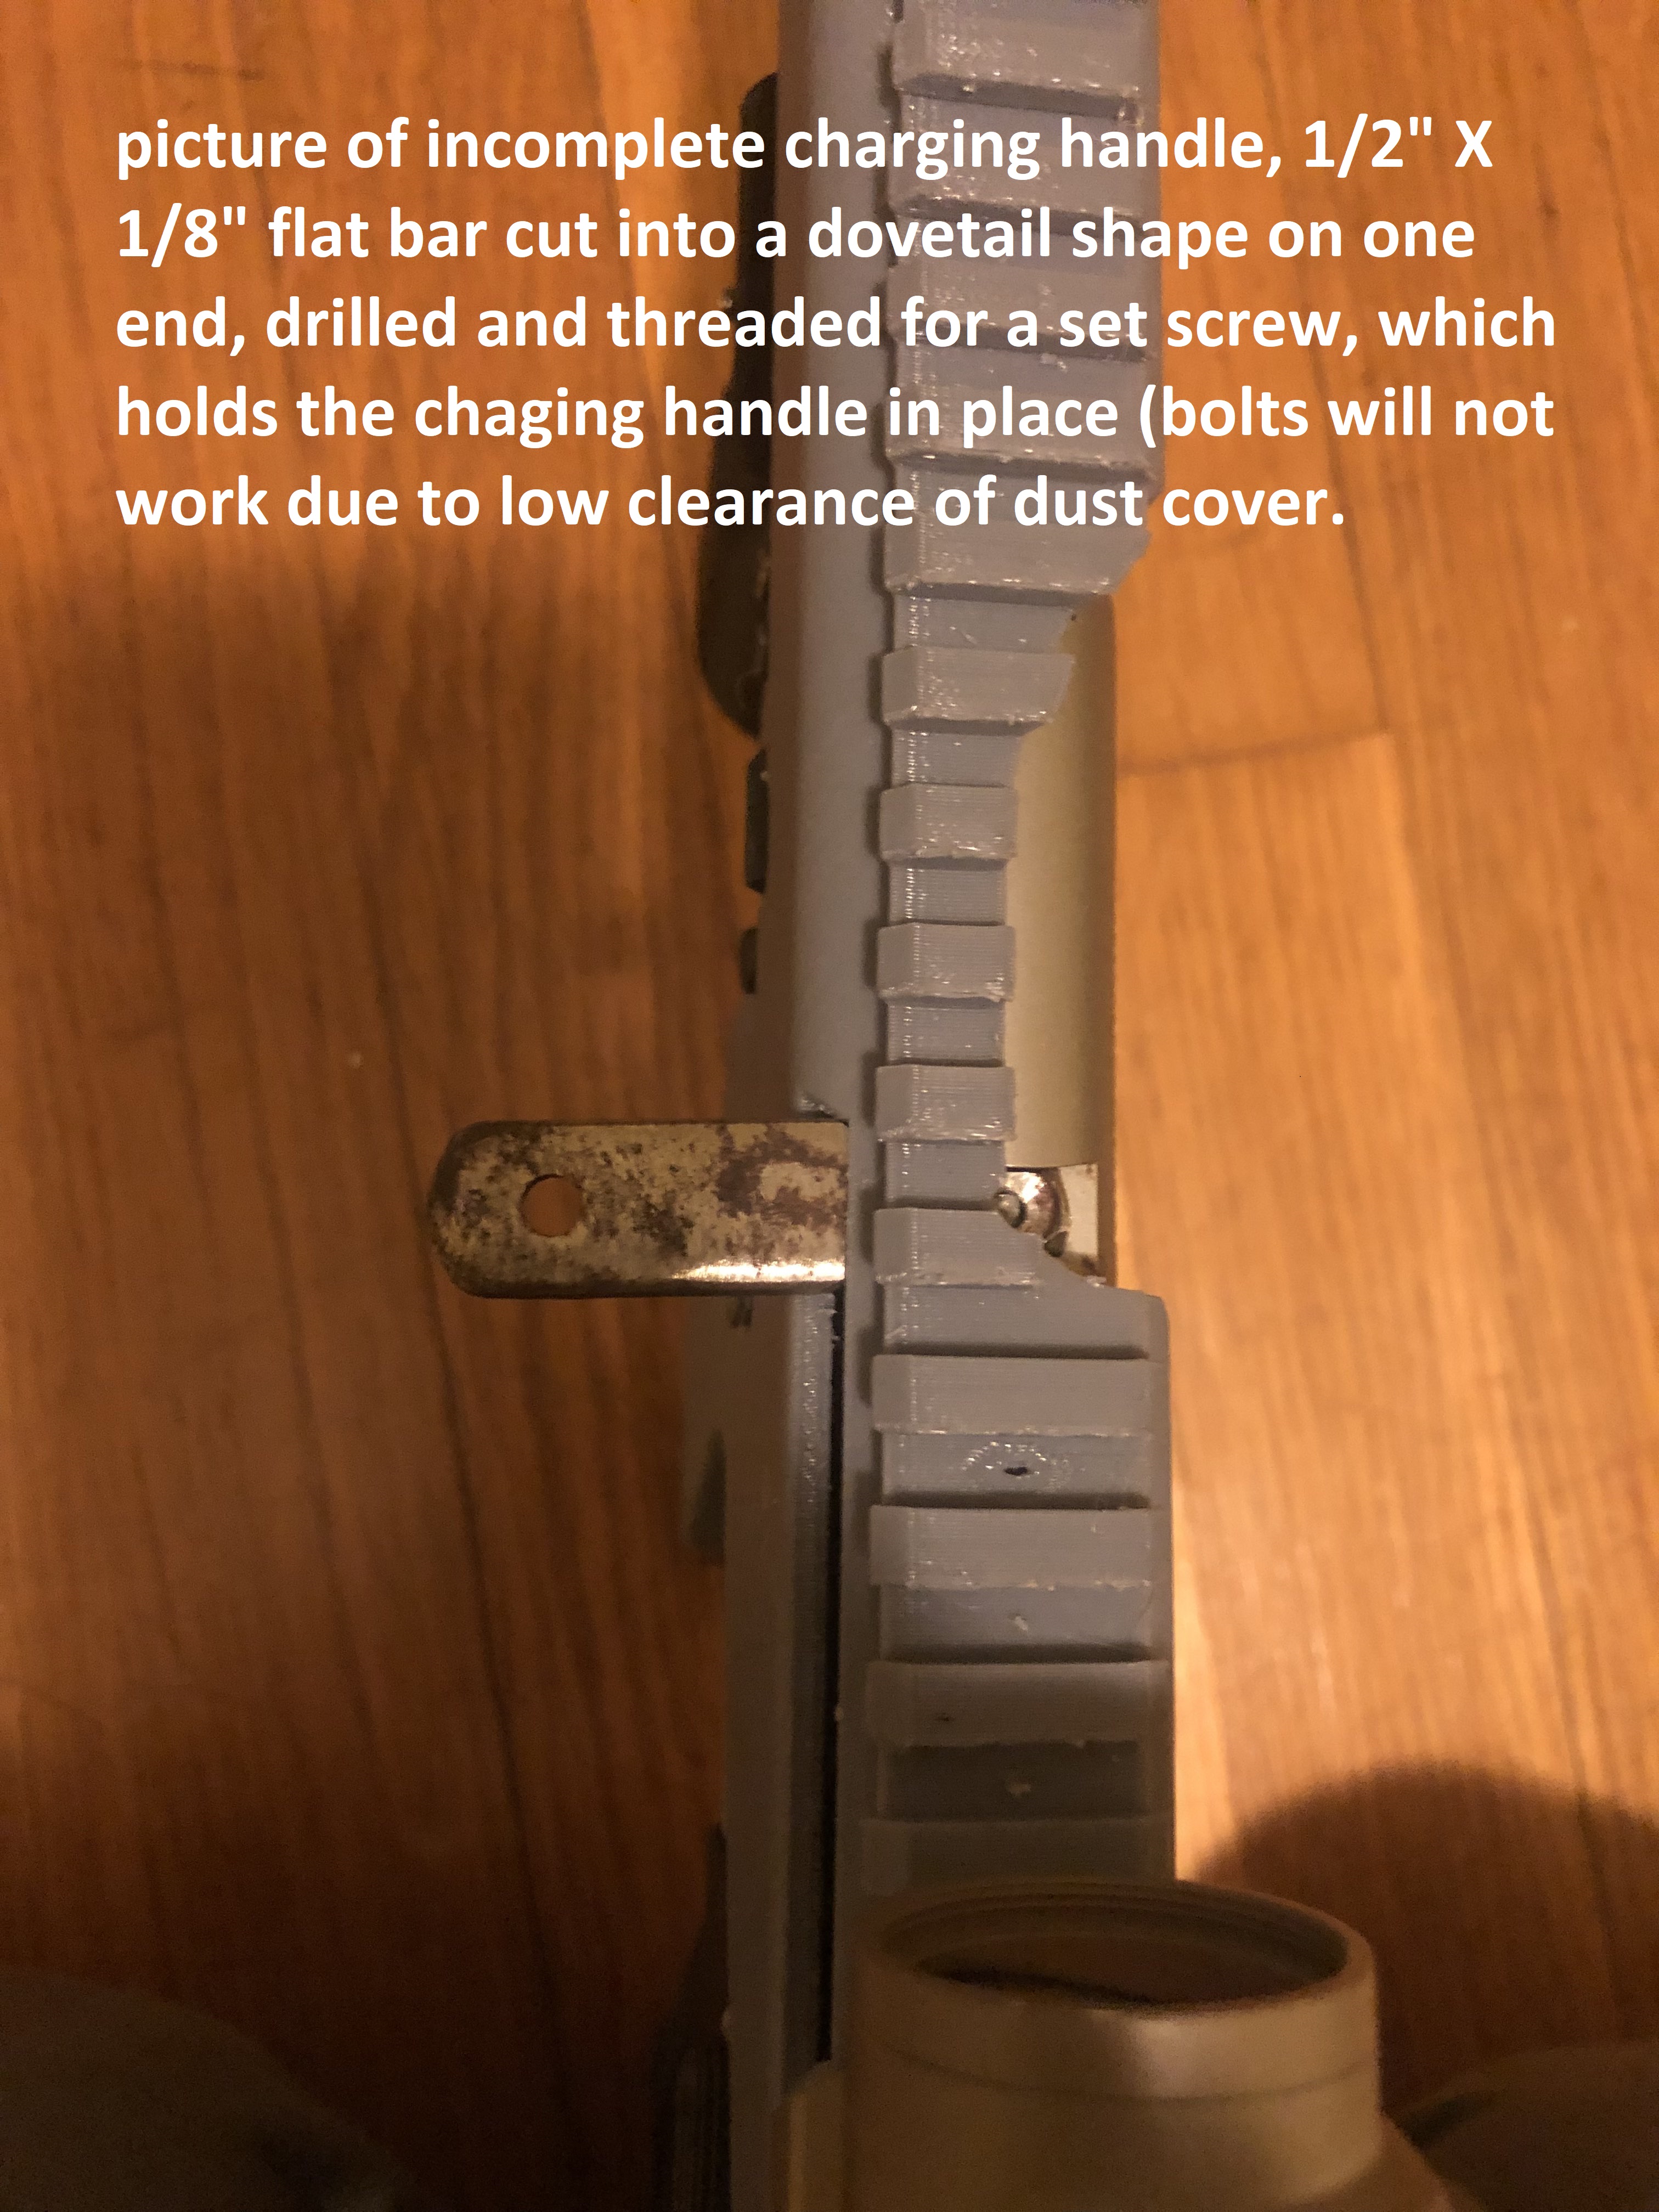 picture of incomplete charging handle, 1/2" X
1/8" flat bar cut into a dovetail shape on one
end, drilled and threaded for a set screw, which
holds the chaging handle in place (bolts will not
work due to low clearance of dust cover.